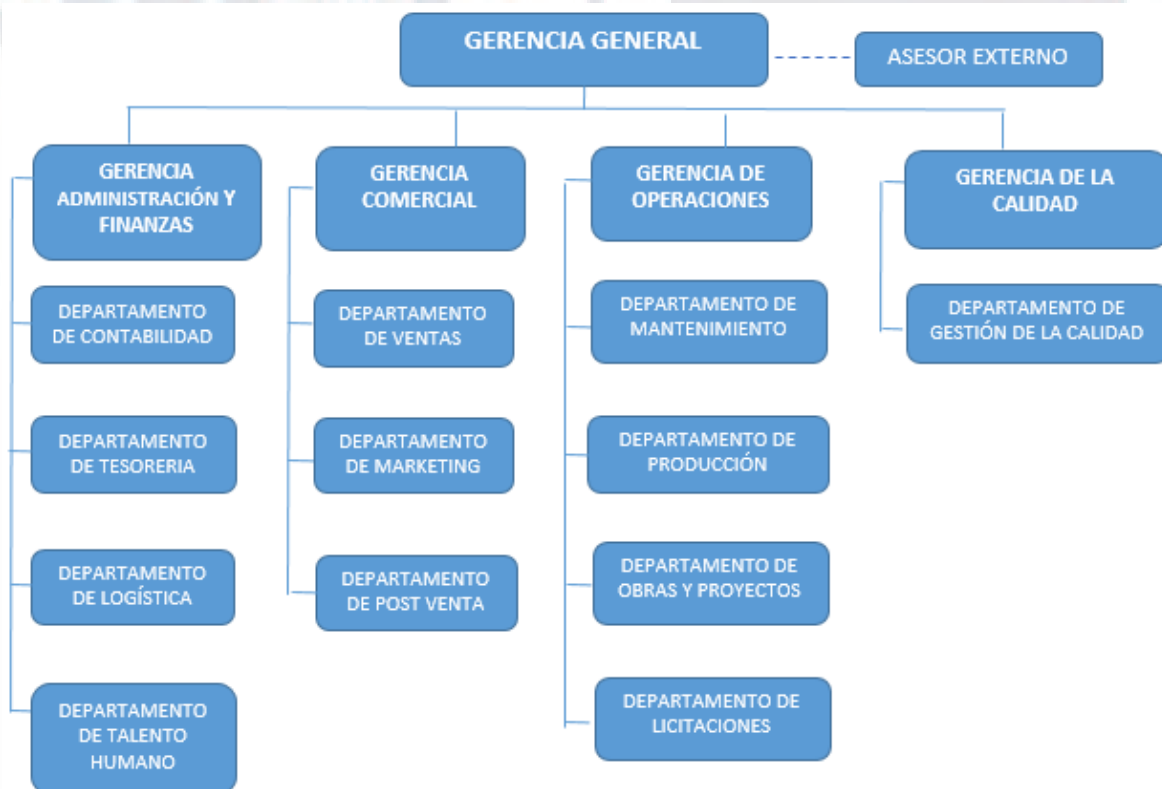 GERENCIA GENERAL
ASESOR EXTERNO
GERENCIA
ADMINISTRACIÓN Y
FINANZAS
DEPARTAMENTO
DE CONTABILIDAD
DEPARTAMENTO
DE TESORERIA
DEPARTAMENTO
DE LOGÍSTICA
DEPARTAMENTO
DE TALENTO
HUMANO
GERENCIA
COMERCIAL
DEPARTAMENTO
DE VENTAS
DEPARTAMENTO
DE MARKETING
DEPARTAMENTO
DE POST VENTA
GERENCIA DE
OPERACIONES
DEPARTAMENTO DE
MANTENIMIENTO
DEPARTAMENTO DE
PRODUCCIÓN
DEPARTAMENTO DE
OBRAS Y PROYECTOS
DEPARTAMENTO DE
LICITACIONES
GERENCIA DE LA
CALIDAD
DEPARTAMENTO DE
GESTIÓN DE LA CALIDAD